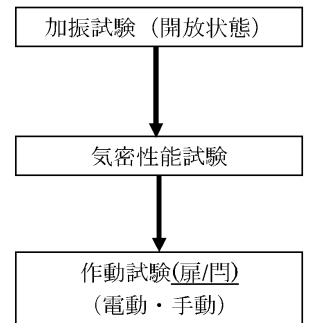 加振試験（開放状態）
気密性能試験
作動試験(扉/閂)
（電動・手動）